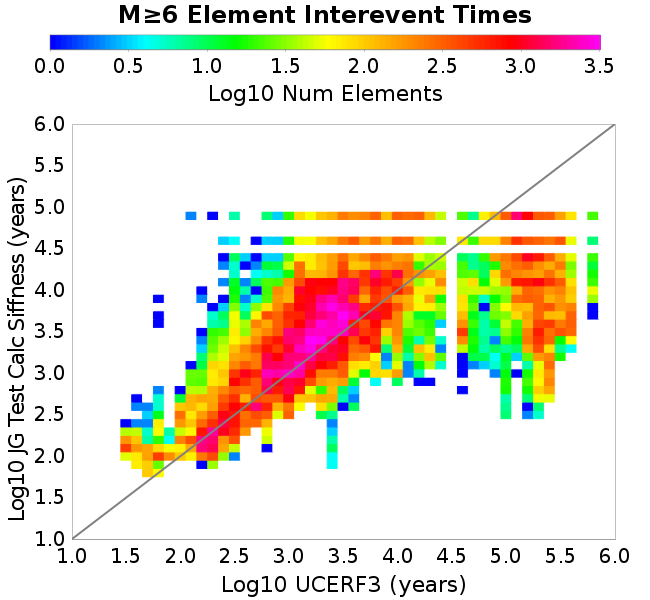 M≥6 Element Interevent Times
0.0 0.5 1.0 1.5 2.0 2.5 3.0 3.5
Log10 Num Elements
Log10 JG Test Calc Siffness (years)
6.0
5.5
5.0
4.5
4.0
3.5
3.0
2.5
2.0
1.5
1.0
1.0 1.5 2.0 2.5 3.0 3.5 4.0 4.5 5.0 5.5 6.0
Log10 UCERF3 (years)